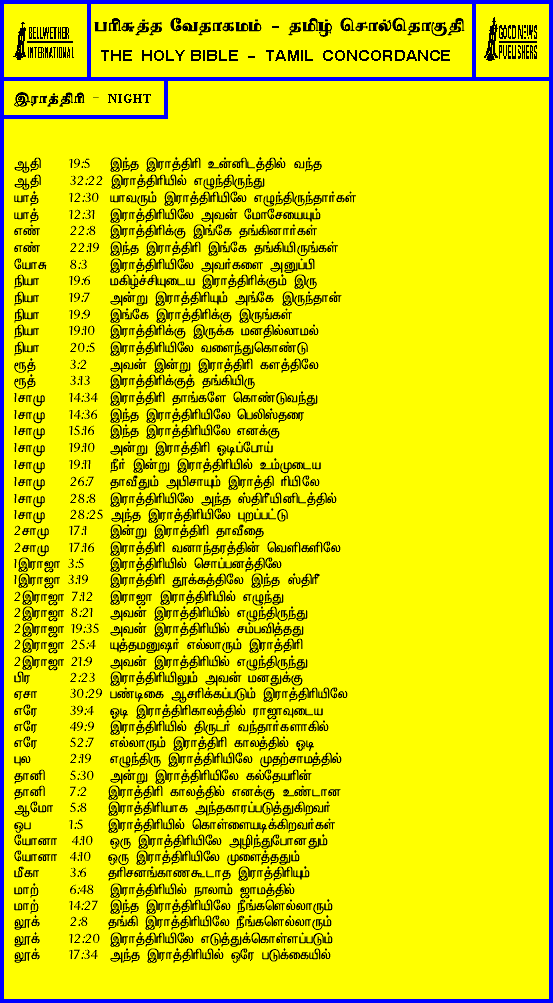 BELLWETHER INTERNATIONAL
பரிசுத்த வேதாகமம் - தமிழ் சொல்தொகுதி
THE HOLY BIBLE - TAMIL CONCORDANCE
GOOD NEWS PUBLISHERS
இராத்திரி - NIGHT
ஆதி 19:5 இந்த இராத்திரி உன்னிடத்தில் வந்த
ஆதி 32:22 இராத்திரியில் எழுந்திருந்து
யாத் 12:30 யாவரும் இராத்திரியிலே எழுந்திருந்தார்கள்
யாத் 12:31 இராத்திரியிலே அவன் மோசேயையும்
எண் 22:8 இராத்திரிக்கு இங்கே தங்கினார்கள்
எண் 22:19 இந்த இராத்திரி இங்கே தங்கியிருங்கள்
யோசு 8:3 இராத்திரியிலே அவர்களை அனுப்பி
நியா 19:6 மகிழ்ச்சியுடைய இராத்திரிக்கும் இரு
நியா 19:7 அன்று இராத்திரியும் அங்கே இருந்தான்
நியா 19:9 இங்கே இராத்திரிக்கு இருங்கள்
நியா 19:10 இராத்திரிக்கு இருக்க மனதில்லாமல்
நியா 20:5 இராத்திரியிலே வளைந்துகொண்டு
ரூத் 3:2 அவன் இன்று இராத்திரி களத்திலே
ரூத் 3:13 இராத்திரிக்குத் தங்கியிரு
1சாமு 14:34 இராத்திரி தாங்களே கொண்டுவந்து
1சாமு 14:36 இந்த இராத்திரியிலே பெலிஸ்தரை
1சாமு 15:16 இந்த இராத்திரியிலே எனக்கு
1சாமு 19:10 அன்று இராத்திரி ஓடிப்போய்
1சாமு 19:11 நீர் இன்று இராத்திரியில் உம்முடைய
1சாமு 26:7 தாவீதும் அபிசாயும் இராத்தி ரியிலே
1சாமு 28:8 இராத்திரியிலே அந்த ஸ்திரீயினிடத்தில்
1சாமு 28:25 அந்த இராத்திரியிலே புறப்பட்டு
2சாமு 17:1 இன்று இராத்திரி தாவீதை
2சாமு 17:16 இராத்திரி வனாந்தரத்தின் வெளிகளிலே
1இராஜா 3:5 இராத்திரியில் சொப்பனத்திலே
1இராஜா 3:19 இராத்திரி தூக்கத்திலே இந்த ஸ்திரீ
2இராஜா 7:12 இராஜா இராத்திரியில் எழுந்து
2இராஜா 8:21 அவன் இராத்திரியில் எழுந்திருந்து
2இராஜா 19:35 அவன் இராத்திரியில் சம்பவித்தது
2இராஜா 25:4 யுத்தமனுஷர் எல்லாரும் இராத்திரி
2இராஜா 21:9 அவன் இராத்திரியில் எழுந்திருந்து
பிர 2:23 இராத்திரியிலும் அவன் மனதுக்கு
ஏசா 30:29 பண்டிகை ஆசரிக்கப்படும் இராத்திரியிலே
எரே 39:4 ஓடி இராத்திரிகாலத்தில் ராஜாவுடைய
எரே 49:9 இராத்திரியில் திருடர் வந்தார்களாகில்
எரே 52:7 எல்லாரும் இராத்திரி காலத்தில் ஓடி
புல 2:19 எழுந்திரு இராத்திரியிலே முதற்சாமத்தில்
தானி 5:30 அன்று இராத்திரியிலே கல்தேயரின்
தானி 7:2 இராத்திரி காலத்தில் எனக்கு உண்டான
ஆமோ 5:8 இராத்திரியாக அந்தகாரப்படுத்துகிறவர்
ஒப 1:5 இராத்திரியில் கொள்ளையடிக்கிறவர்கள்
யோனா 4:10 ஒரு இராத்திரியிலே அழிந்துபோனதும்
யோனா 4:10 ஒரு இராத்திரியிலே முளைத்ததும்
மீகா 3:6 தரிசனங்காணகூடாத இராத்திரியும்
மாற் 6:48 இராத்திரியில் நாலாம் ஜாமத்தில்
மாற் 14:27 இந்த இராத்திரியிலே நீங்களெல்லாரும்
லூக் 2:8 தங்கி இராத்திரியிலே நீங்களெல்லாரும்
லூக் 12:20 இராத்திரியிலே எடுத்துக்கொள்ளப்படும்
லூக் 17:34 அந்த இராத்திரியில் ஒரே படுக்கையில்